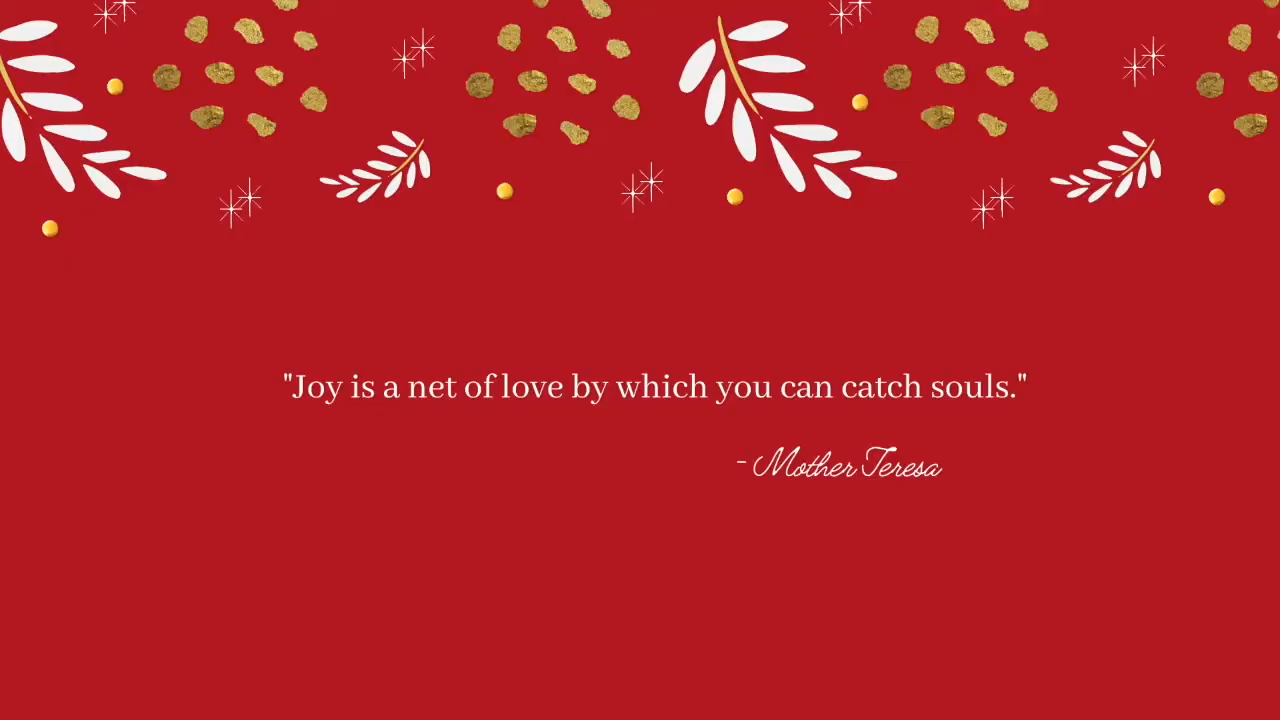 "Joy is a net of love by which you can catch souls."
- Mother Teresa